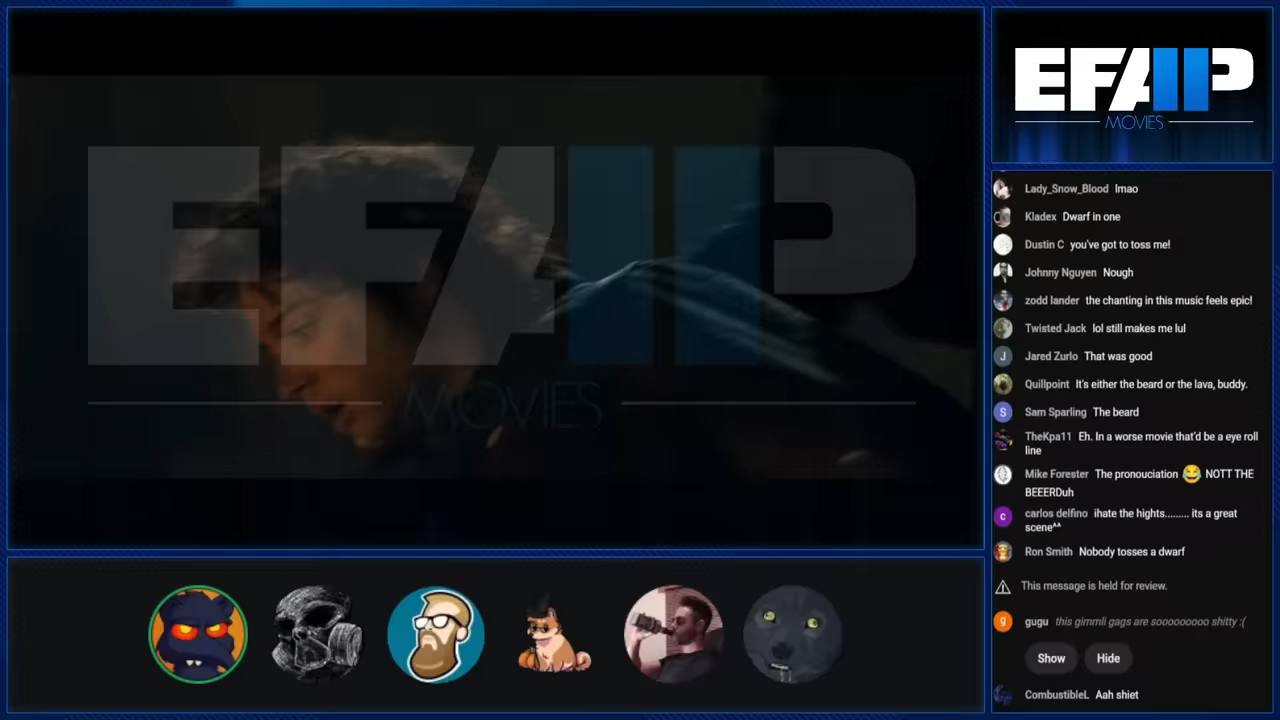 EFAP
MOVIES
EFAP
MOVIES
Lady_Snow_Blood lmao
Kladex Dwarf in one
Dustin C you've got to toss me!
Johnny Nguyen Nough
zodd lander the chanting in this music feels epic!
Twisted Jack lol still makes me lul
J Jared Zurlo That was good
Quillpoint It's either the beard or the lava, buddy.
S Sam Sparling The beard
TheKpa11 Eh. In a worse movie that'd be a eye roll
line
Mike Forester The pronouciation 😂 NOTT THE
BEEERDuh
c carlos delfino ihate the hights......... its a great
scene^^
Ron Smith Nobody tosses a dwarf
This message is held for review.
g gugu this gimmli gags are sooooooooo shitty :(
Show Hide
CombustibleL Aah shiet